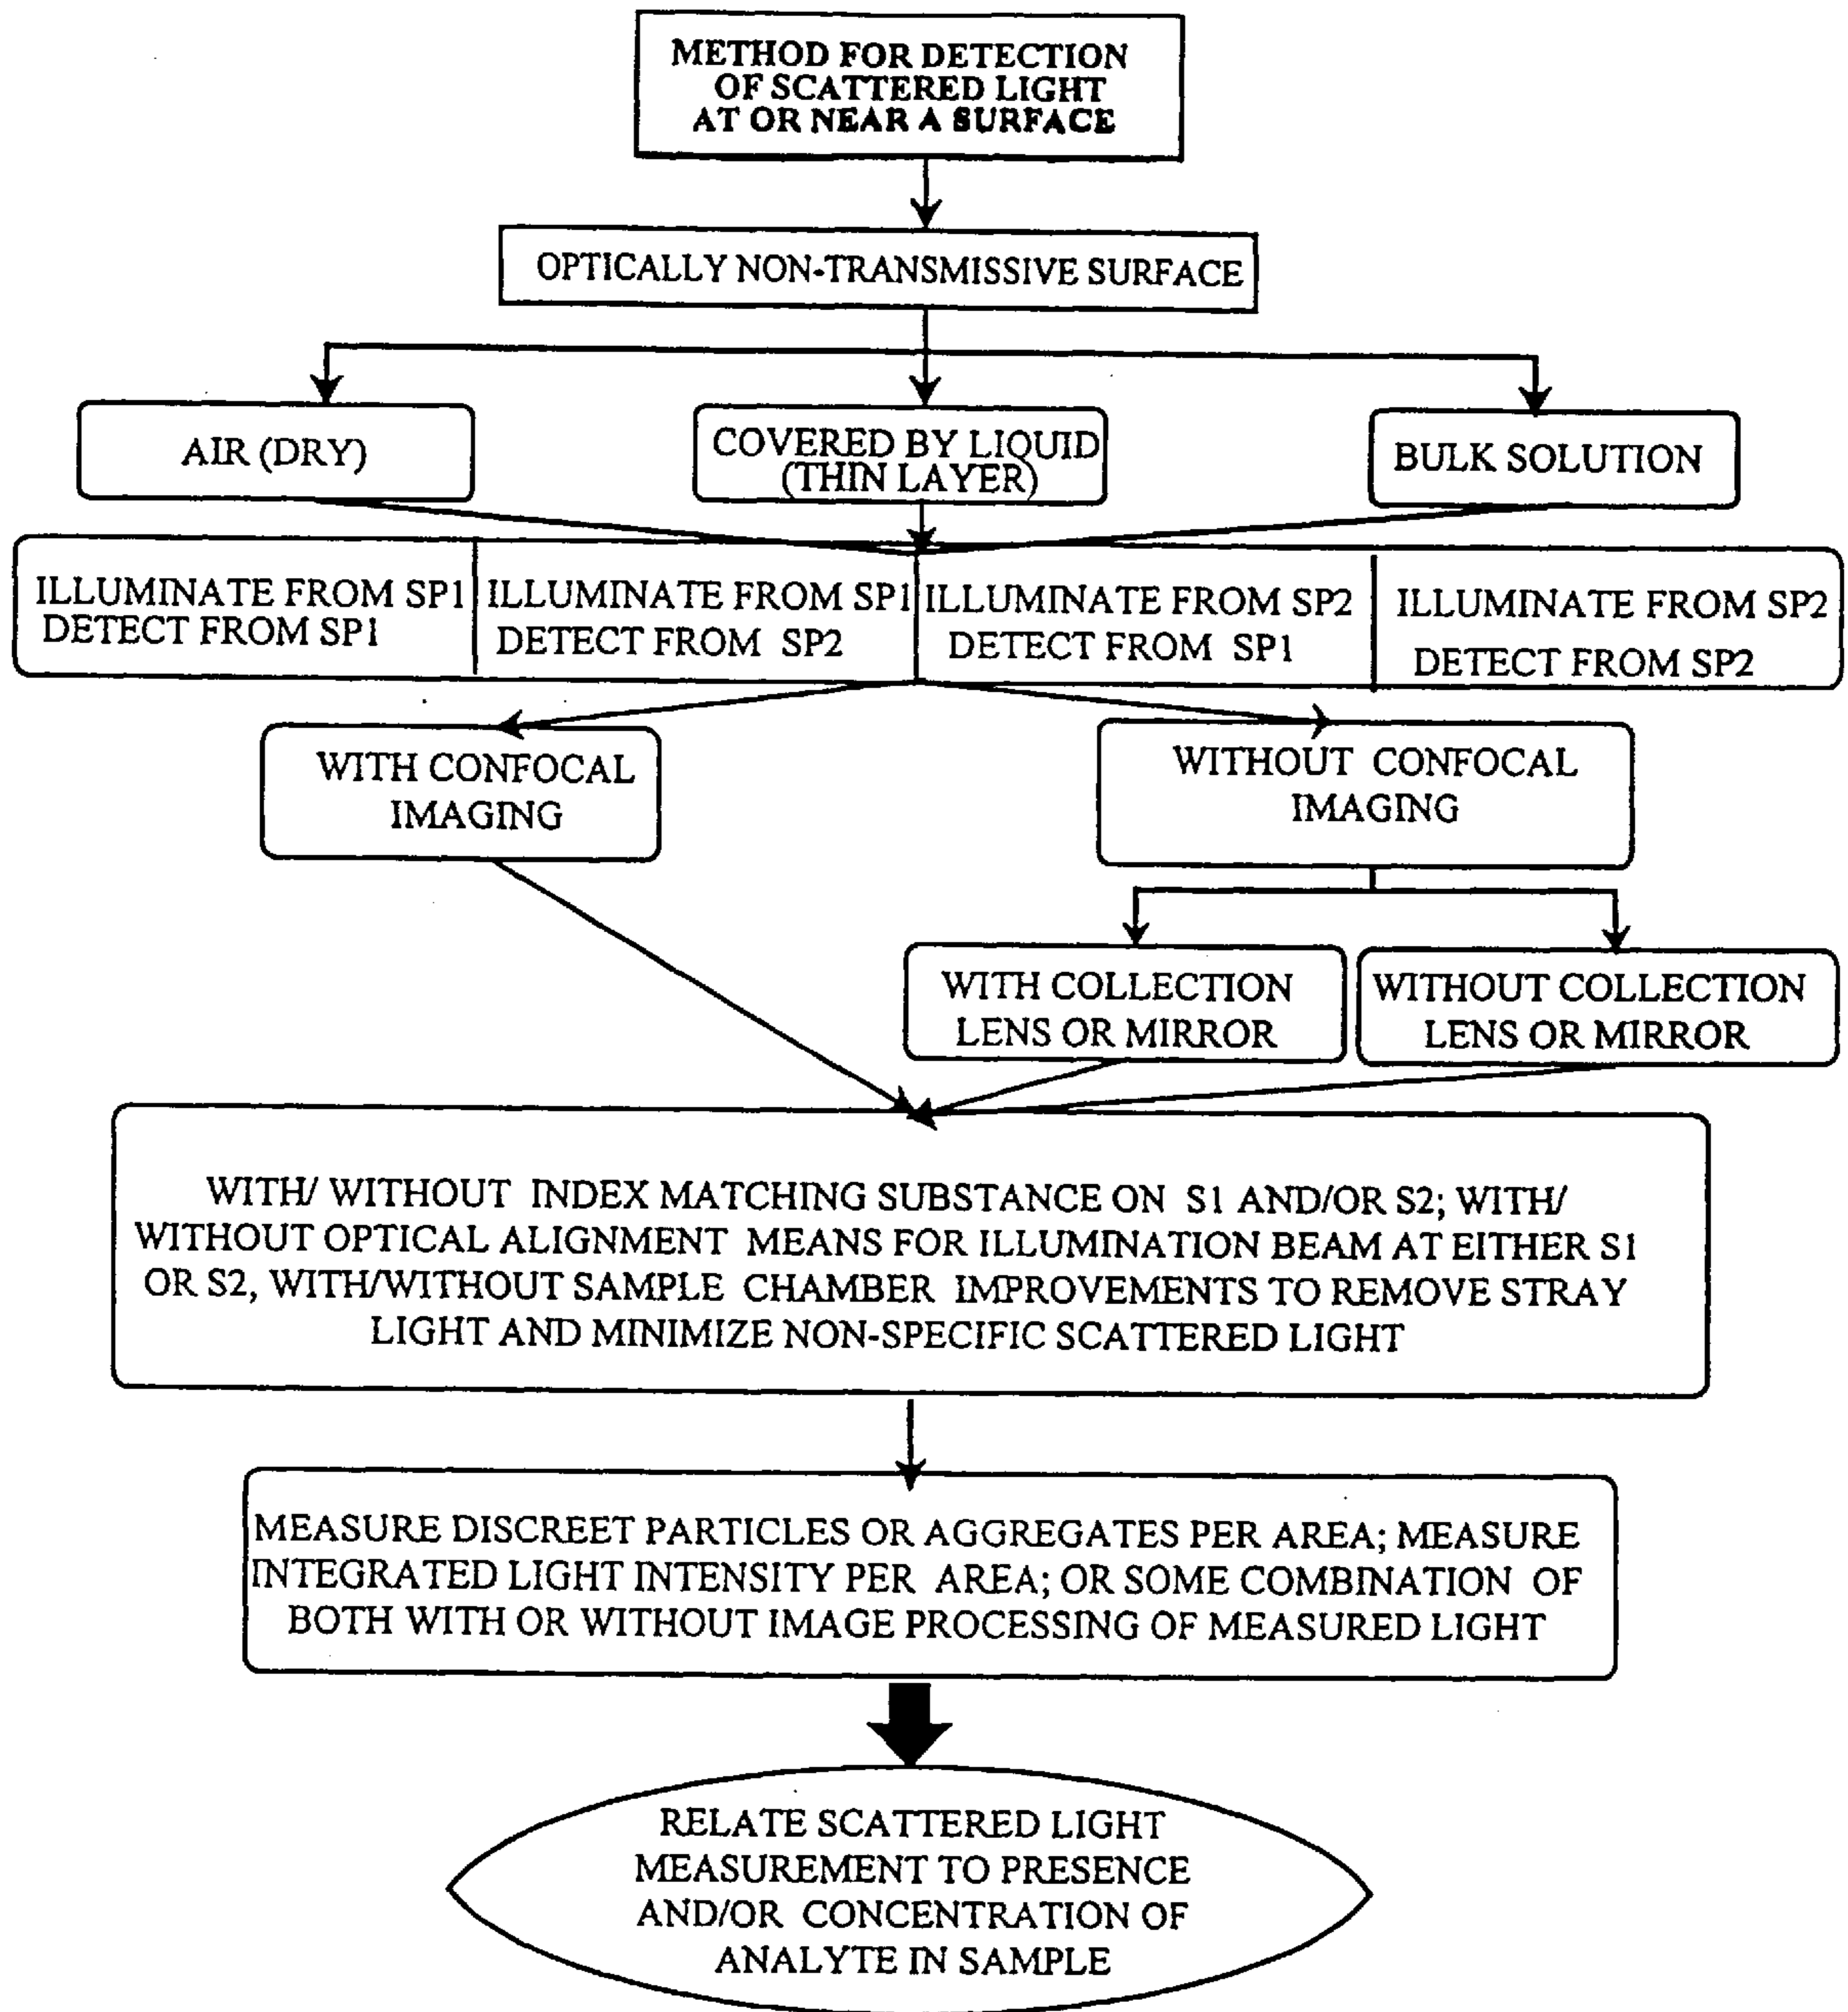 METHOD FOR DETECTION
OF SCATTERED LIGHT
AT OR NEAR A SURFACE
OPTICALLY NON-TRANSMISSIVE SURFACE
AIR (DRY)
COVERED BY LIQUID
(THIN LAYER)
BULK SOLUTION
ILLUMINATE FROM SP1
DETECT FROM SP1
ILLUMINATE FROM SP1
DETECT FROM SP2
ILLUMINATE FROM SP2
DETECT FROM SP1
ILLUMINATE FROM SP2
DETECT FROM SP2
WITH CONFOCAL
IMAGING
WITHOUT CONFOCAL
IMAGING
WITH COLLECTION
LENS OR MIRROR
WITHOUT COLLECTION
LENS OR MIRROR
WITH/ WITHOUT INDEX MATCHING SUBSTANCE ON S1 AND/OR S2; WITH/
WITHOUT OPTICAL ALIGNMENT MEANS FOR ILLUMINATION BEAM AT EITHER S1
OR S2, WITH/WITHOUT SAMPLE CHAMBER IMPROVEMENTS TO REMOVE STRAY
LIGHT AND MINIMIZE NON-SPECIFIC SCATTERED LIGHT
MEASURE DISCREET PARTICLES OR AGGREGATES PER AREA; MEASURE
INTEGRATED LIGHT INTENSITY PER AREA; OR SOME COMBINATION OF
BOTH WITH OR WITHOUT IMAGE PROCESSING OF MEASURED LIGHT
RELATE SCATTERED LIGHT
MEASUREMENT TO PRESENCE
AND/OR CONCENTRATION OF
ANALYTE IN SAMPLE